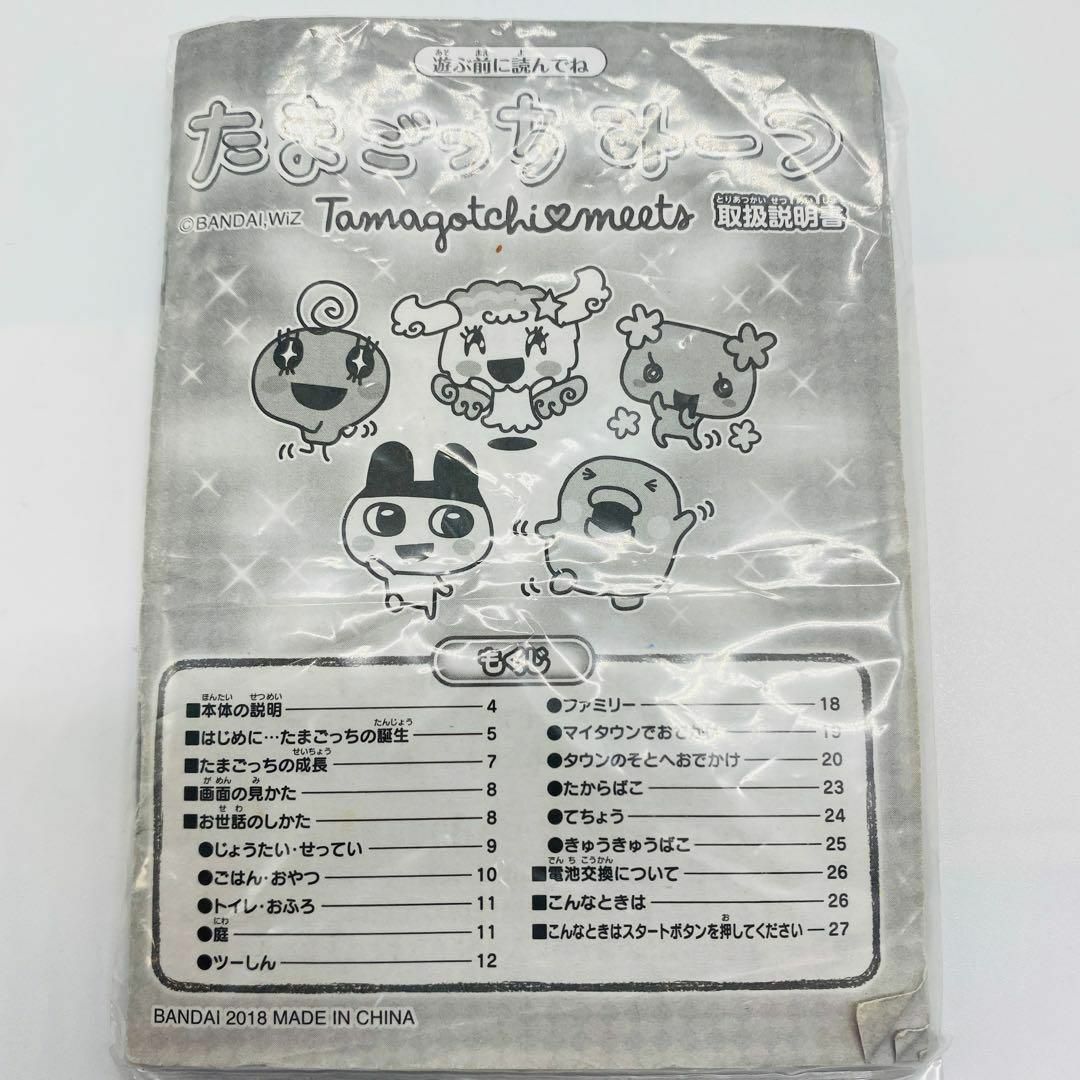 遊ぶ前に読んでね
たまごっちみーつ
©BANDAI,WiZ Tamagotchi♥meets 取扱説明書
もくじ
■本体の説明 4
■はじめに…たまごっちの誕生 5
■たまごっちの成長 7
■画面の見かた 8
■お世話のしかた 8
●じょうたい・せってい 9
●ごはん・おやつ 10
●トイレ・おふろ 11
●庭 11
●ツーしん 12
●ファミリー 18
●マイタウンでおでかけ 19
●タウンのそとへおでかけ 20
●たからばこ 23
●てちょう 24
●きゅうきゅうばこ 25
■電池交換について 26
■こんなときは 26
■こんなときはスタートボタンを押してください 27
BANDAI 2018 MADE IN CHINA